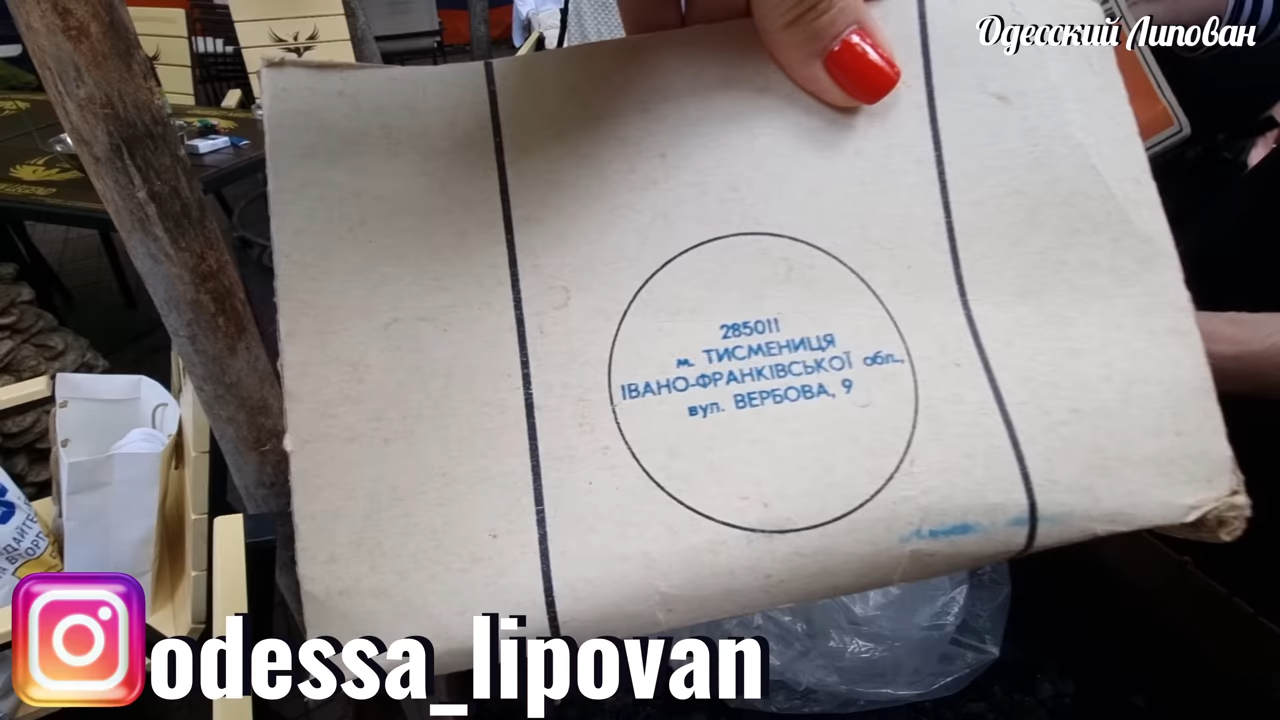 Одесский Липован
285011
м. ТИСМЕНИЦЯ
ІВАНО-ФРАНКІВСЬКОЇ обл.,
вул. ВЕРБОВА, 9
odessa_lipovan